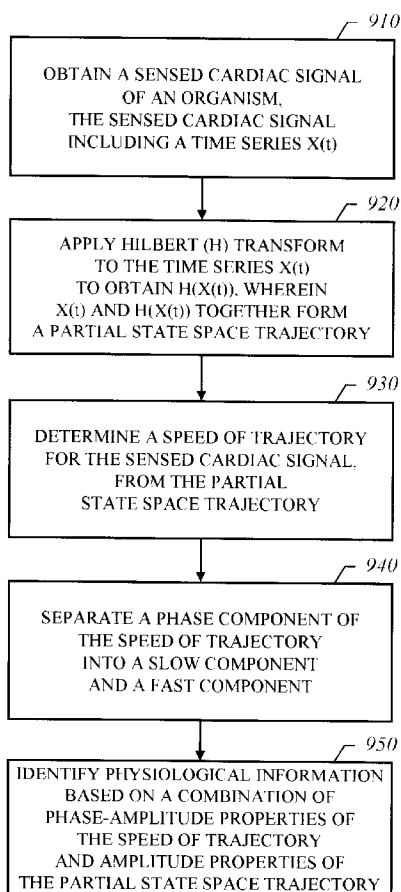 910
OBTAIN A SENSED CARDIAC SIGNAL
OF AN ORGANISM,
THE SENSED CARDIAC SIGNAL
INCLUDING A TIME SERIES X(t)
920
APPLY HILBERT (H) TRANSFORM
TO THE TIME SERIES X(t)
TO OBTAIN H(X(t)), WHEREIN
X(t) AND H(X(t)) TOGETHER FORM
A PARTIAL STATE SPACE TRAJECTORY
930
DETERMINE A SPEED OF TRAJECTORY
FOR THE SENSED CARDIAC SIGNAL,
FROM THE PARTIAL
STATE SPACE TRAJECTORY
940
SEPARATE A PHASE COMPONENT OF
THE SPEED OF TRAJECTORY
INTO A SLOW COMPONENT
AND A FAST COMPONENT
950
IDENTIFY PHYSIOLOGICAL INFORMATION
BASED ON A COMBINATION OF
PHASE-AMPLITUDE PROPERTIES OF
THE SPEED OF TRAJECTORY
AND AMPLITUDE PROPERTIES OF
THE PARTIAL STATE SPACE TRAJECTORY